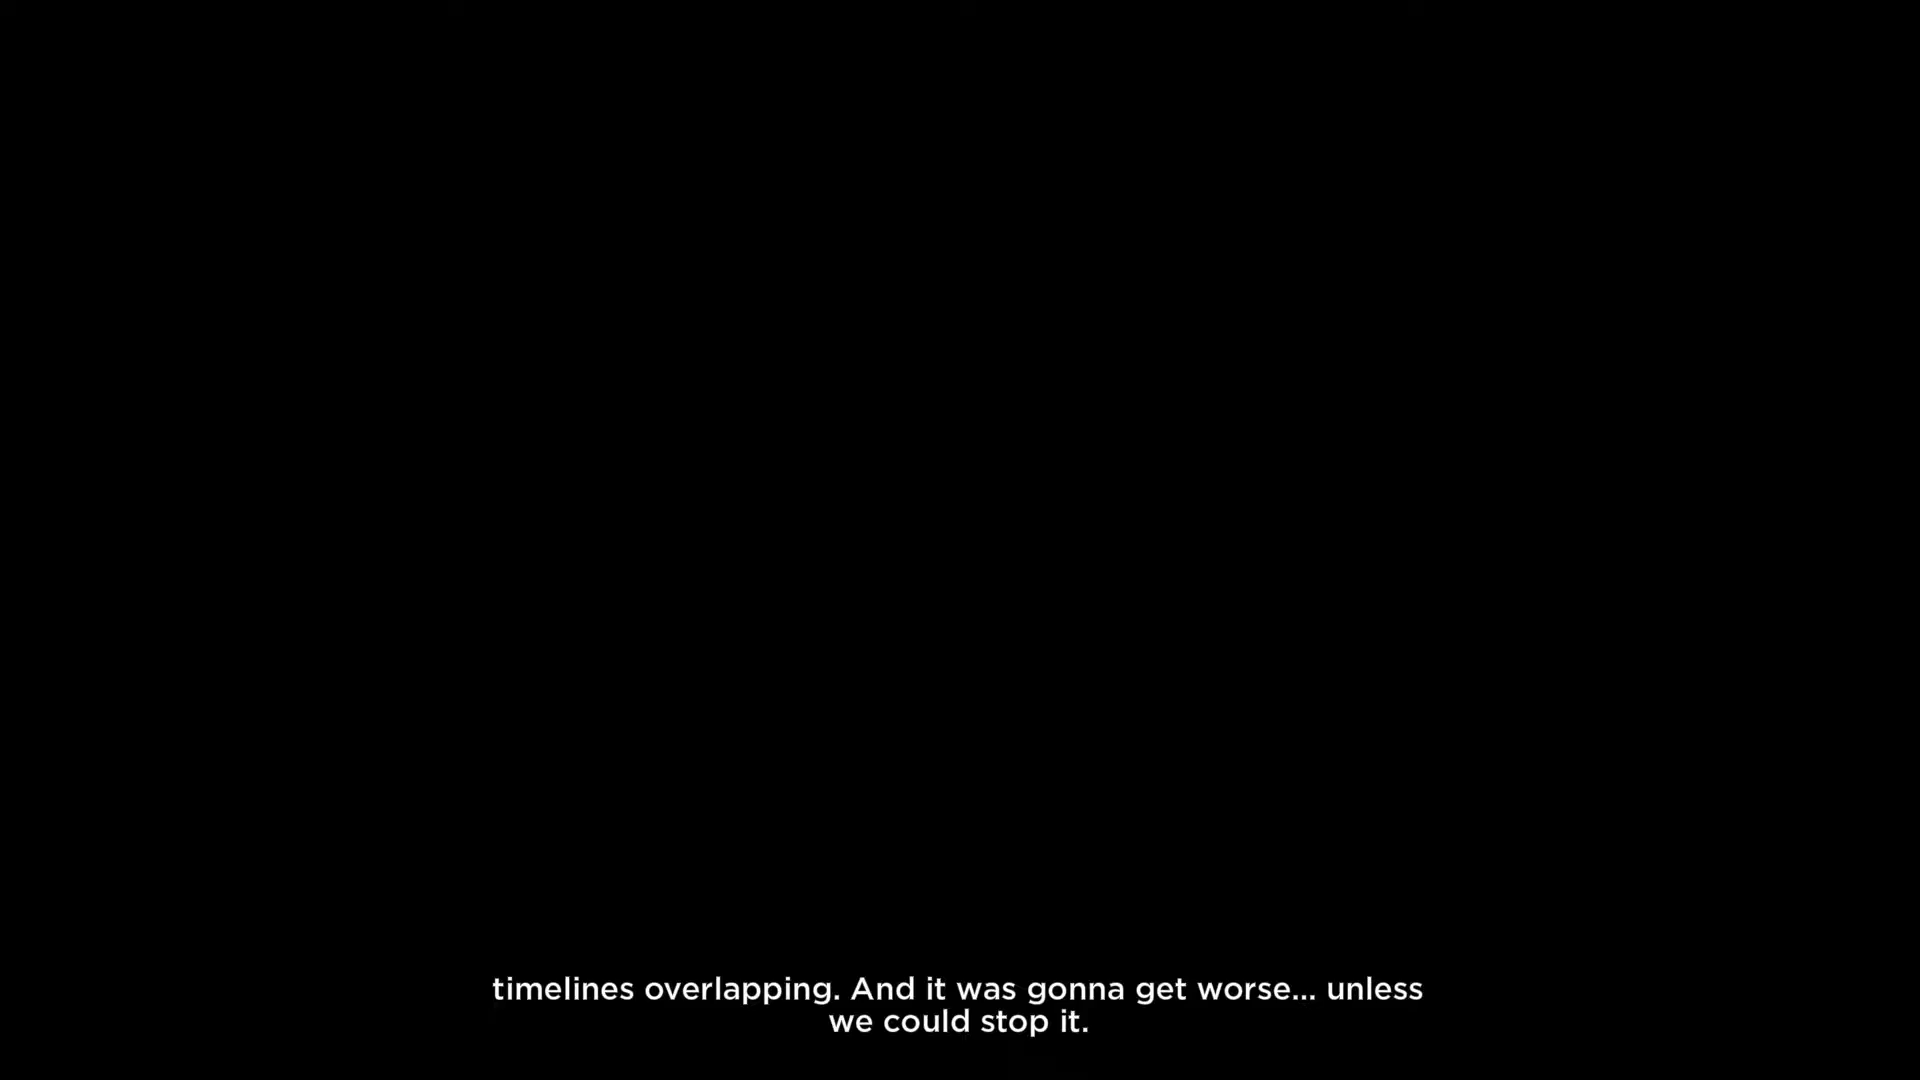 timelines overlapping. And it was gonna get worse... unless
we could stop it.